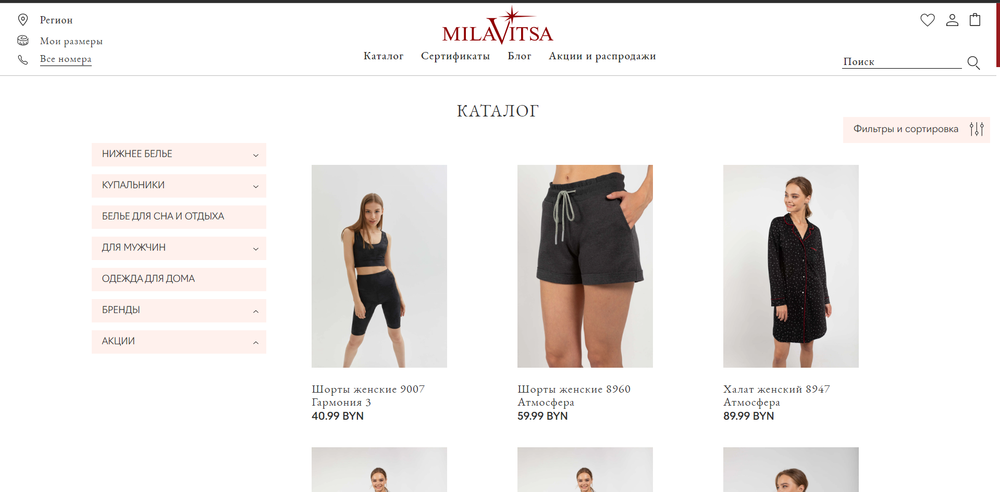 Регион
Мои размеры
Все номера
MILAVITSA
Каталог
Сертификаты
Блог
Акции и распродажи
Поиск
КАТАЛОГ
Фильтры и сортировка
НИЖНЕЕ БЕЛЬЕ
КУПАЛЬНИКИ
БЕЛЬЕ ДЛЯ СНА И ОТДЫХА
ДЛЯ МУЖЧИН
ОДЕЖДА ДЛЯ ДОМА
БРЕНДЫ
АКЦИИ
Шорты женские 9007
Гармония 3
40.99 BYN
Шорты женские 8960
Атмосфера
59.99 BYN
Халат женский 8947
Атмосфера
89.99 BYN